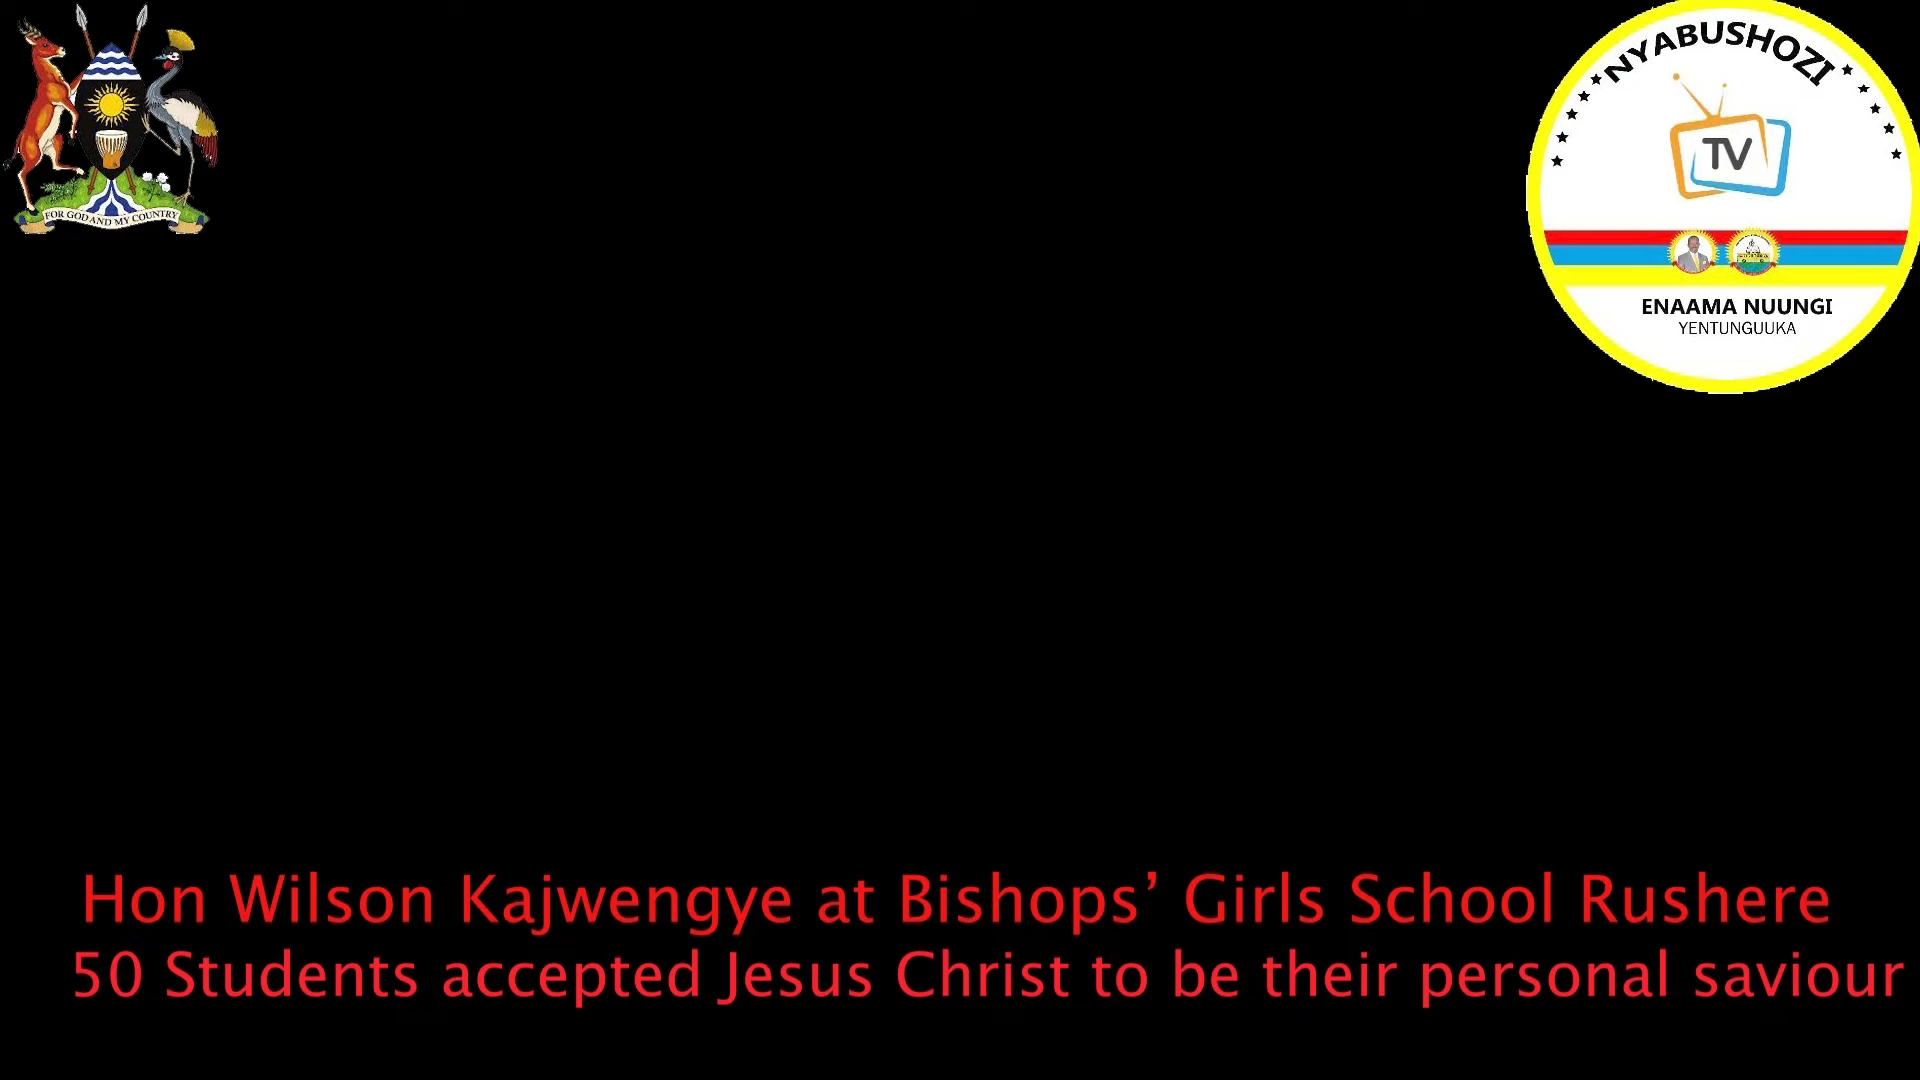 FOR GOD AND MY COUNTRY
NYABUSHOZI
TV
ENAAMA NUUNGI
YENTUNGUUKA
Hon Wilson Kajwengye at Bishops’ Girls School Rushere
50 Students accepted Jesus Christ to be their personal saviour